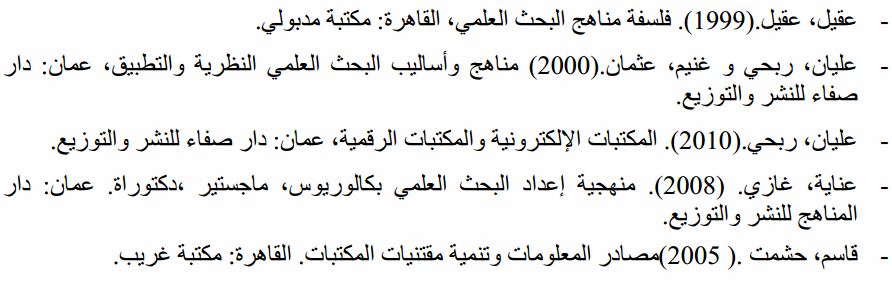 - عقيل، عقيل.(1999). فلسفة مناهج البحث العلمي، القاهرة: مكتبة مدبولي.
- عليان، ربحي و غنيم، عثمان.(2000) مناهج وأساليب البحث العلمي النظرية والتطبيق، عمان: دار
صفاء للنشر والتوزيع.
- عليان، ربحي.(2010). المكتبات الإلكترونية والمكتبات الرقمية، عمان: دار صفاء للنشر والتوزيع.
- عناية، غازي. (2008). منهجية إعداد البحث العلمي بكالوريوس، ماجستير ،دكتوراة. عمان: دار
المناهج للنشر والتوزيع.
- قاسم، حشمت .( 2005)مصادر المعلومات وتنمية مقتنيات المكتبات. القاهرة: مكتبة غريب.